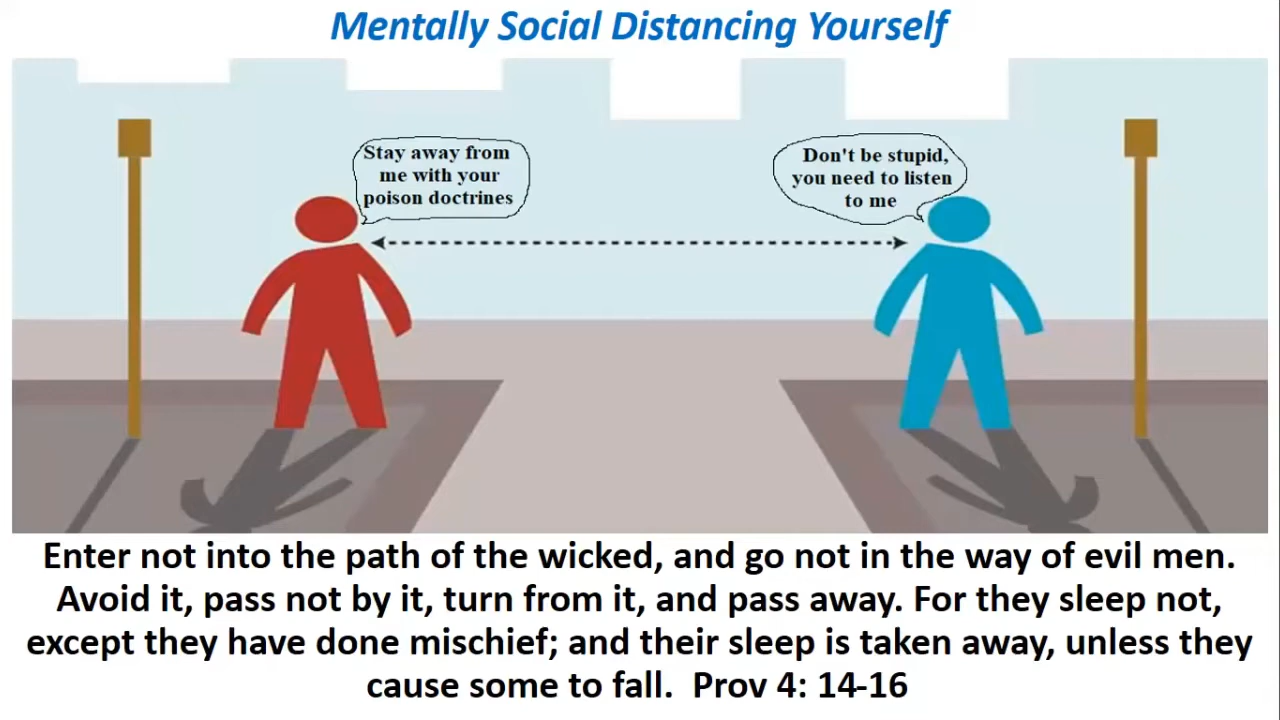 Mentally Social Distancing Yourself
Stay away from
me with your
poison doctrines
Don't be stupid,
you need to listen
to me
Enter not into the path of the wicked, and go not in the way of evil men.
Avoid it, pass not by it, turn from it, and pass away. For they sleep not,
except they have done mischief; and their sleep is taken away, unless they
cause some to fall.  Prov 4: 14-16